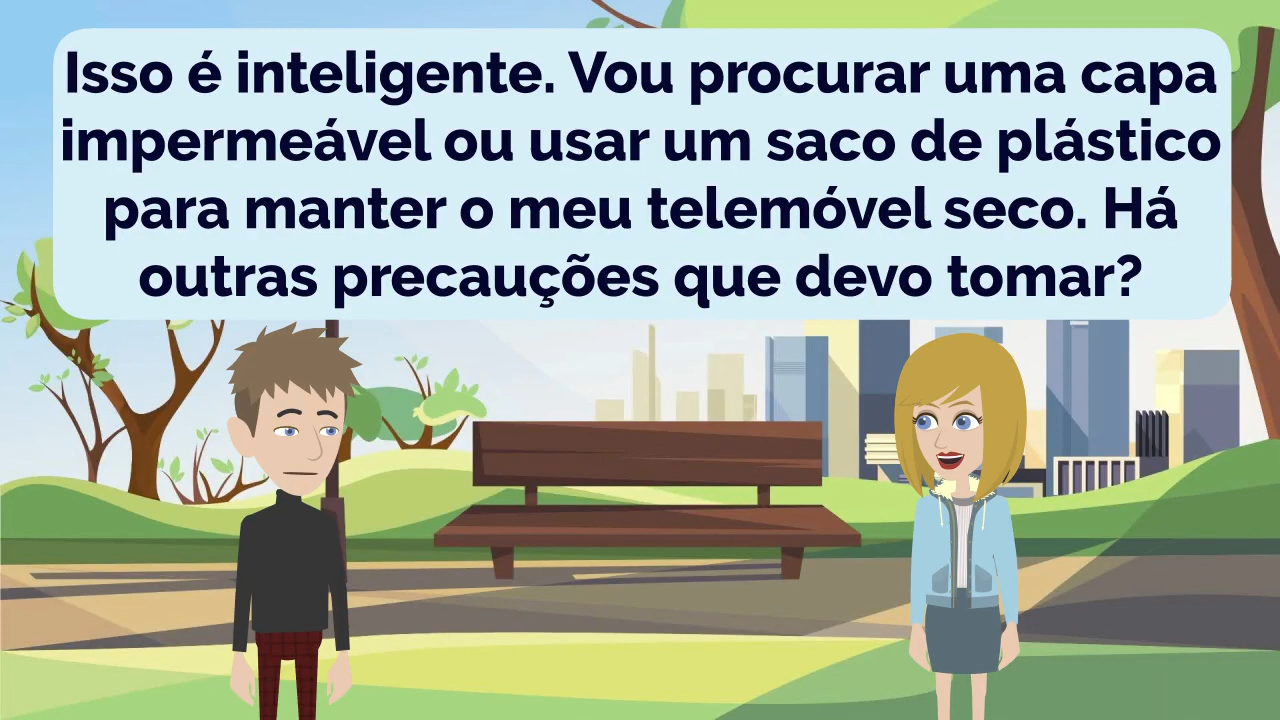 Isso é inteligente. Vou procurar uma capa
impermeável ou usar um saco de plástico
para manter o meu telemóvel seco. Há
outras precauções que devo tomar?